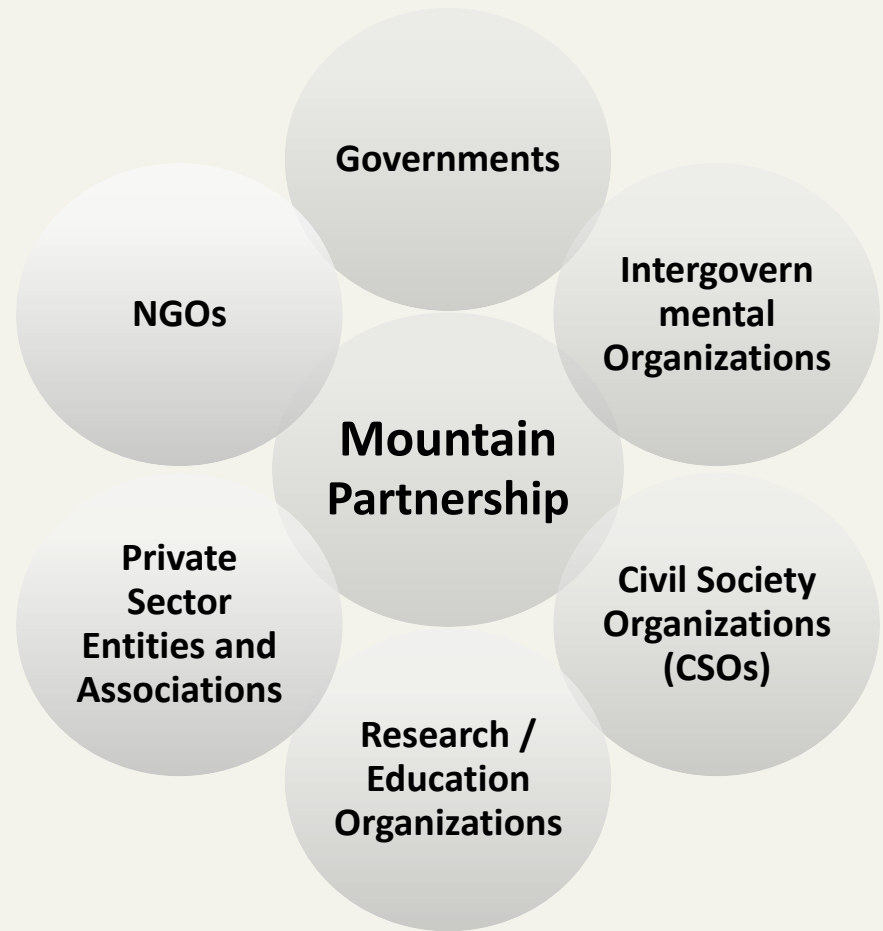 Governments
Intergovern
mental
Organizations
NGOs
Mountain
Partnership
Civil Society
Organizations
(CSOs)
Private
Sector
Entities and
Associations
Research /
Education
Organizations